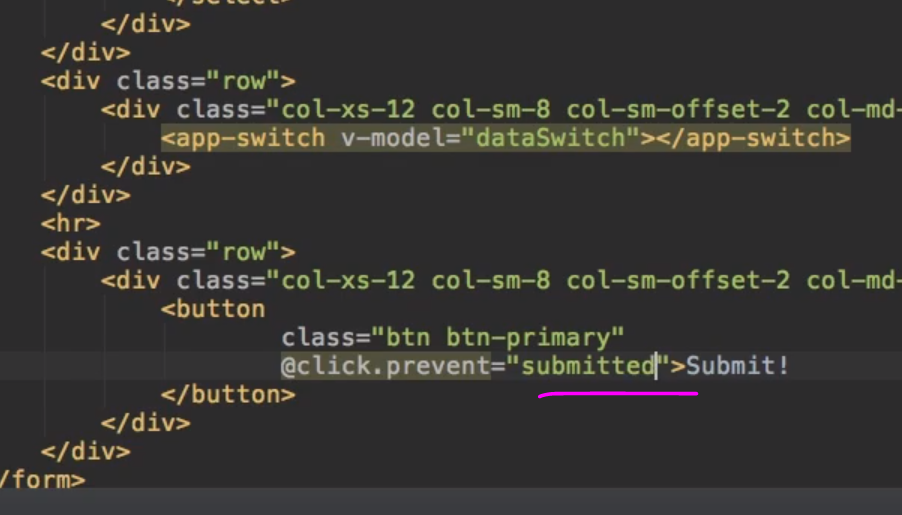 </select>
</div>
</div>
<div class="row">
<div class="col-xs-12 col-sm-8 col-sm-offset-2 col-md-
<app-switch v-model="dataSwitch"></app-switch>
</div>
</div>
<hr>
<div class="row">
<div class="col-xs-12 col-sm-8 col-sm-offset-2 col-md-
<button
class="btn btn-primary"
@click.prevent="submitted">Submit!
</button>
</div>
</div>
/form>